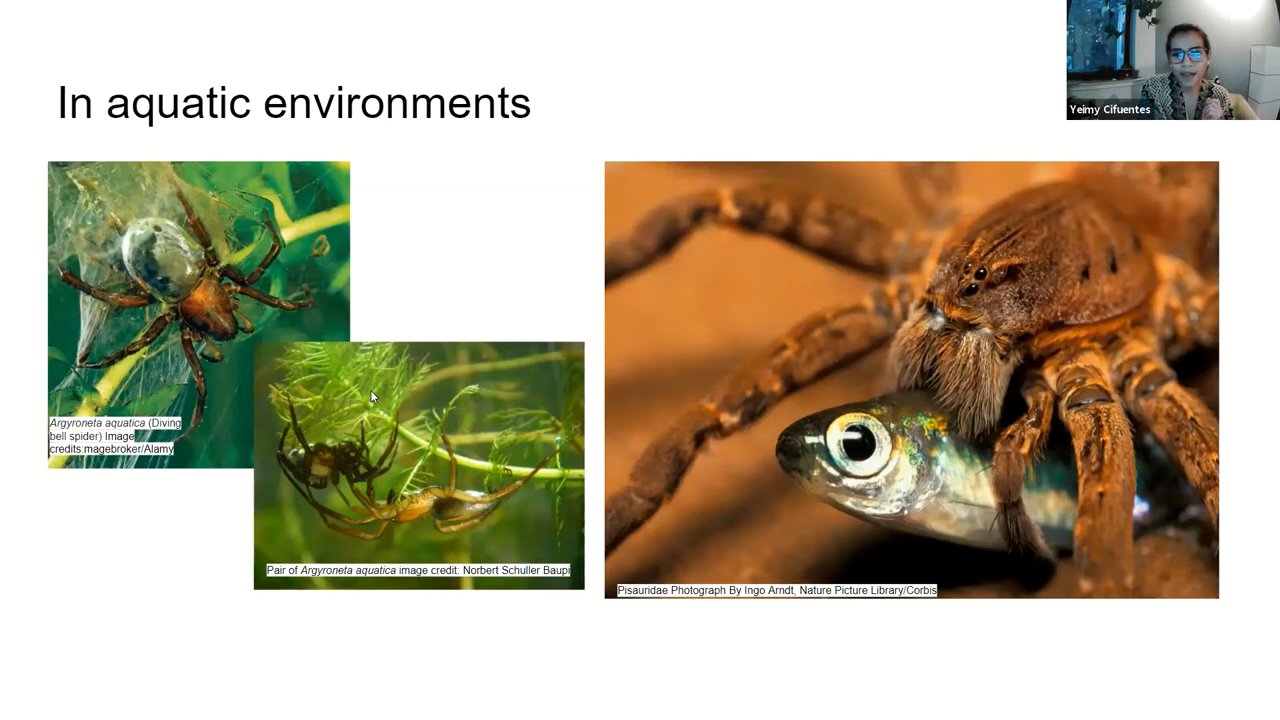 In aquatic environments
Yeimy Cifuentes
Argyroneta aquatica (Diving
bell spider) Image
credits:magebroker/Alamy
Pair of Argyroneta aquatica image credit: Norbert Schuller Baupi
Pisauridae Photograph By Ingo Arndt, Nature Picture Library/Corbis